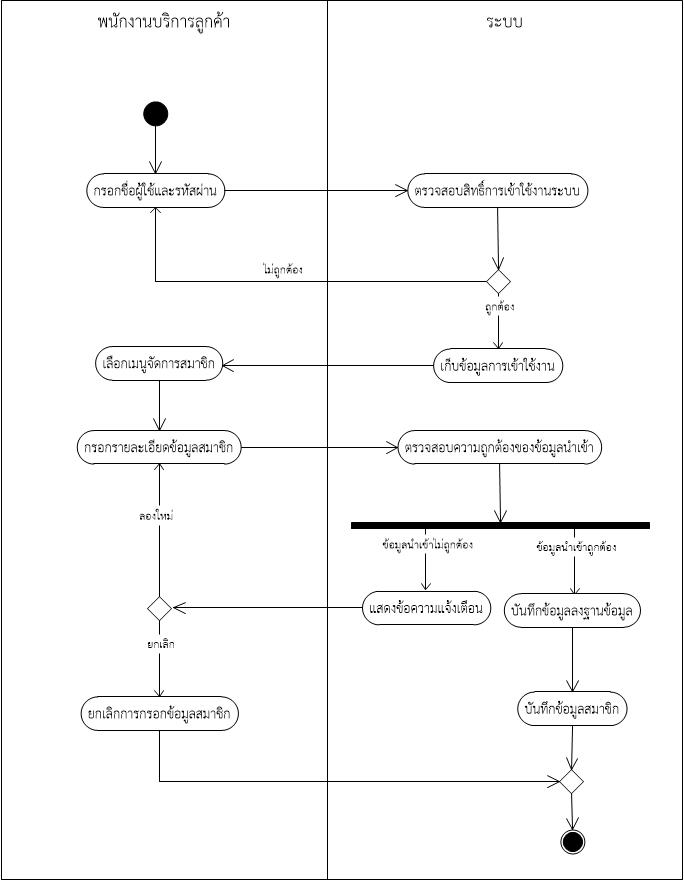 พนักงานบริการลูกค้า
ระบบ
กรอกชื่อผู้ใช้และรหัสผ่าน
ตรวจสอบสิทธิ์การเข้าใช้งานระบบ
ไม่ถูกต้อง
ถูกต้อง
เลือกเมนูจัดการสมาชิก
เก็บข้อมูลการเข้าใช้งาน
กรอกรายละเอียดข้อมูลสมาชิก
ตรวจสอบความถูกต้องของข้อมูลนำเข้า
ลองใหม่
ข้อมูลนำเข้าไม่ถูกต้อง
ข้อมูลนำเข้าถูกต้อง
แสดงข้อความแจ้งเตือน
บันทึกข้อมูลลงฐานข้อมูล
ยกเลิก
ยกเลิกการกรอกข้อมูลสมาชิก
บันทึกข้อมูลสมาชิก